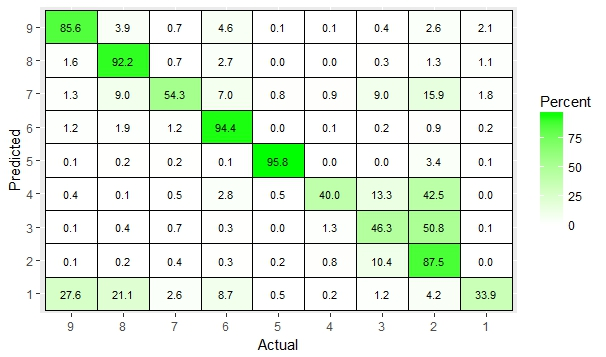 9 85.6 3.9 0.7 4.6 0.1 0.1 0.4 2.6 2.1
8 1.6 92.2 0.7 2.7 0.0 0.0 0.3 1.3 1.1
7 1.3 9.0 54.3 7.0 0.8 0.9 9.0 15.9 1.8
6 1.2 1.9 1.2 94.4 0.0 0.1 0.2 0.9 0.2
5 0.1 0.2 0.2 0.1 95.8 0.0 0.0 3.4 0.1
4 0.4 0.1 0.5 2.8 0.5 40.0 13.3 42.5 0.0
3 0.1 0.4 0.7 0.3 0.0 1.3 46.3 50.8 0.1
2 0.1 0.2 0.4 0.3 0.2 0.8 10.4 87.5 0.0
1 27.6 21.1 2.6 8.7 0.5 0.2 1.2 4.2 33.9
9 8 7 6 5 4 3 2 1
Actual
Predicted
Percent
75
50
25
0